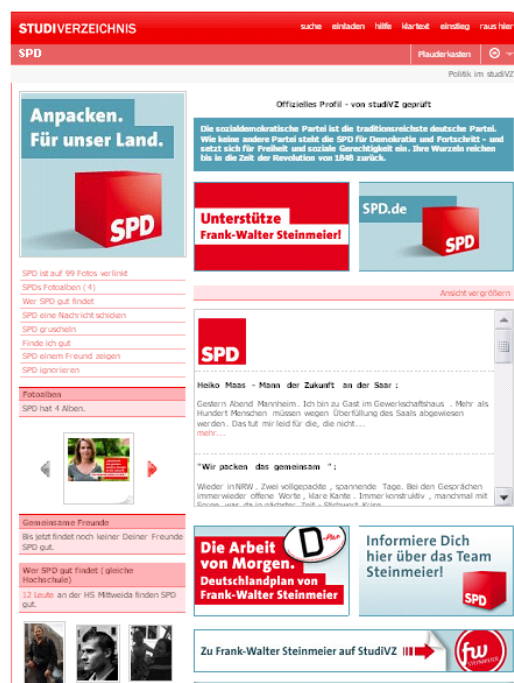 STUDIVERZEICHNIS
suche einladen hilfe klartext einstieg raus hier
SPD
Plauderkasten
Politik im studiVZ
Anpacken.
Für unser Land.
SPD
Offizielles Profil - von studiVZ geprüft
Die sozialdemokratische Partei ist die traditionsreichste deutsche Partei.
Wie keine andere Partei steht die SPD für Demokratie und Fortschritt - und
setzt sich für Freiheit und soziale Gerechtigkeit ein. Ihre Wurzeln reichen
bis in die Zeit der Revolution von 1848 zurück.
Unterstütze
Frank-Walter Steinmeier!
SPD.de
SPD
SPD ist auf 99 Fotos verlinkt
SPDs Fotoalben (4)
Wer SPD gut findet
SPD eine Nachricht schicken
SPD gruscheln
Finde ich gut
SPD einem Freund zeigen
SPD ignorieren
Fotoalben
SPD hat 4 Alben.
Gemeinsame Freunde
Bis jetzt findet noch keiner Deiner Freunde
SPD gut.
Wer SPD gut findet (gleiche
Hochschule)
12 Leute an der HS Mittweida finden SPD
gut.
Ansicht vergrößern
SPD
Heiko Maas - Mann der Zukunft an der Saar :
Gestern Abend Mannheim. Ich bin zu Gast im Gewerkschaftshaus . Mehr als
Hundert Menschen müssen wegen Überfüllung des Saals abgewiesen
werden. Das tut mir leid für die, die nicht...
mehr...
"Wir packen das gemeinsam ":
Wieder in NRW . Zwei vollgepackte , spannende Tage. Bei den Gesprächen
immer wieder offene Worte , klare Kante . Immer konstruktiv , manchmal mit
Sorge, was da in nächster Zeit - Stichwort Krise
Die Arbeit
von Morgen.
Deutschlandplan von
Frank-Walter Steinmeier
Informiere Dich
hier über das Team
Steinmeier!
SPD
Zu Frank-Walter Steinmeier auf StudiVZ
fw
STEINMEIER